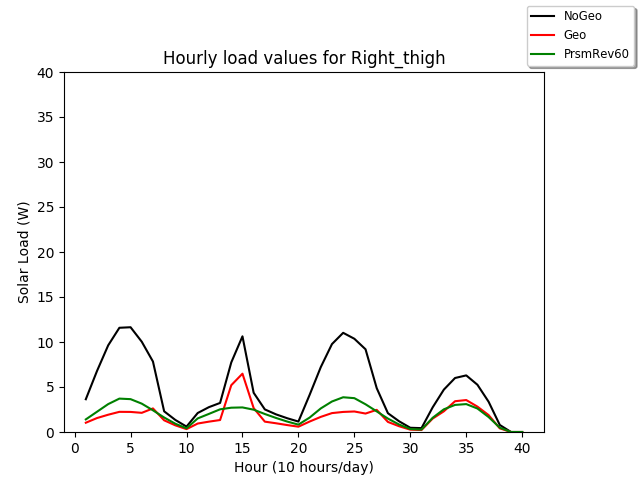 NoGeo
Geo
PrsmRev60
Hourly load values for Right_thigh
Solar Load (W)
40
35
30
25
20
15
10
5
0
0 5 10 15 20 25 30 35 40
Hour (10 hours/day)